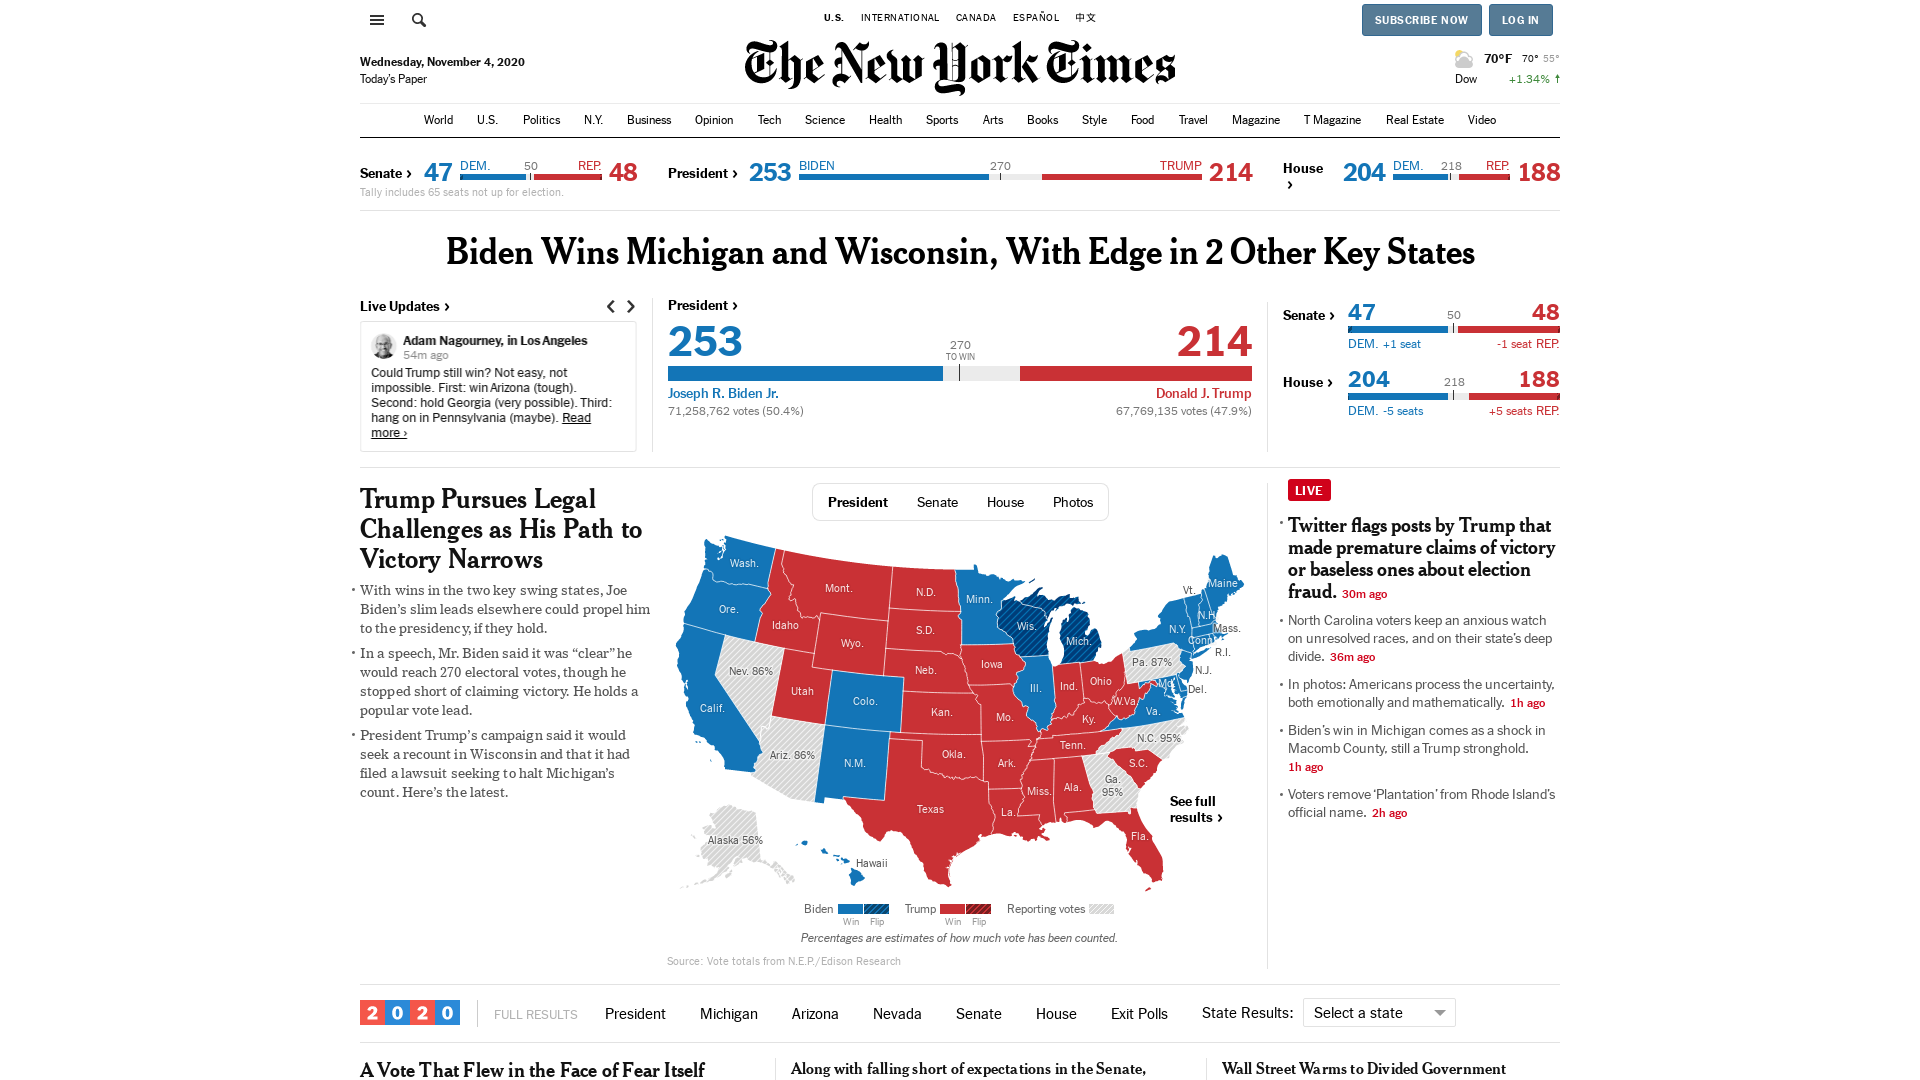 U.S. INTERNATIONAL CANADA ESPAÑOL 中文
SUBSCRIBE NOW LOG IN
Wednesday, November 4, 2020
Today's Paper
The New York Times
70°F 70° 55°
Dow +1.34% ↑
World U.S. Politics N.Y. Business Opinion Tech Science Health Sports Arts Books Style Food Travel Magazine T Magazine Real Estate Video
Senate › 47 DEM. 50 REP. 48
Tally includes 65 seats not up for election.
President › 253 BIDEN 270 TRUMP 214
House › 204 DEM. 218 REP. 188
Biden Wins Michigan and Wisconsin, With Edge in 2 Other Key States
Live Updates ›
Adam Nagourney, in Los Angeles
54m ago
Could Trump still win? Not easy, not
impossible. First: win Arizona (tough).
Second: hold Georgia (very possible). Third:
hang on in Pennsylvania (maybe). Read
more ›
President ›
253 270 214
TO WIN
Joseph R. Biden Jr. Donald J. Trump
71,258,762 votes (50.4%) 67,769,135 votes (47.9%)
Senate › 47 50 48
DEM. +1 seat -1 seat REP.
House › 204 218 188
DEM. -5 seats +5 seats REP.
Trump Pursues Legal
Challenges as His Path to
Victory Narrows
• With wins in the two key swing states, Joe
Biden's slim leads elsewhere could propel him
to the presidency, if they hold.
• In a speech, Mr. Biden said it was “clear” he
would reach 270 electoral votes, though he
stopped short of claiming victory. He holds a
popular vote lead.
• President Trump's campaign said it would
seek a recount in Wisconsin and that it had
filed a lawsuit seeking to halt Michigan's
count. Here's the latest.
President Senate House Photos
Wash.
Mont.
N.D.
Minn.
Vt.
Maine
Ore.
Idaho
S.D.
Wis.
Mich.
N.Y.
N.H.
Mass.
Conn.
R.I.
Wyo.
Nev. 86%
Neb.
Iowa
Pa. 87%
N.J.
Utah
Colo.
Ill.
Ind.
Ohio
W.Va.
Md.
Del.
Calif.
Kan.
Mo.
Ky.
Va.
Ariz. 86%
N.M.
Okla.
Ark.
Tenn.
N.C. 95%
S.C.
Texas
La.
Miss.
Ala.
Ga.
95%
Fla.
Alaska 56%
Hawaii
See full
results ›
Biden Trump Reporting votes
Win Flip Win Flip
Percentages are estimates of how much vote has been counted.
Source: Vote totals from N.E.P./Edison Research
LIVE
• Twitter flags posts by Trump that
made premature claims of victory
or baseless ones about election
fraud. 30m ago
• North Carolina voters keep an anxious watch
on unresolved races, and on their state's deep
divide. 36m ago
• In photos: Americans process the uncertainty,
both emotionally and mathematically. 1h ago
• Biden's win in Michigan comes as a shock in
Macomb County, still a Trump stronghold.
1h ago
• Voters remove ‘Plantation’ from Rhode Island's
official name. 2h ago
2020 FULL RESULTS President Michigan Arizona Nevada Senate House Exit Polls State Results: Select a state
A Vote That Flew in the Face of Fear Itself
Along with falling short of expectations in the Senate,
Wall Street Warms to Divided Government